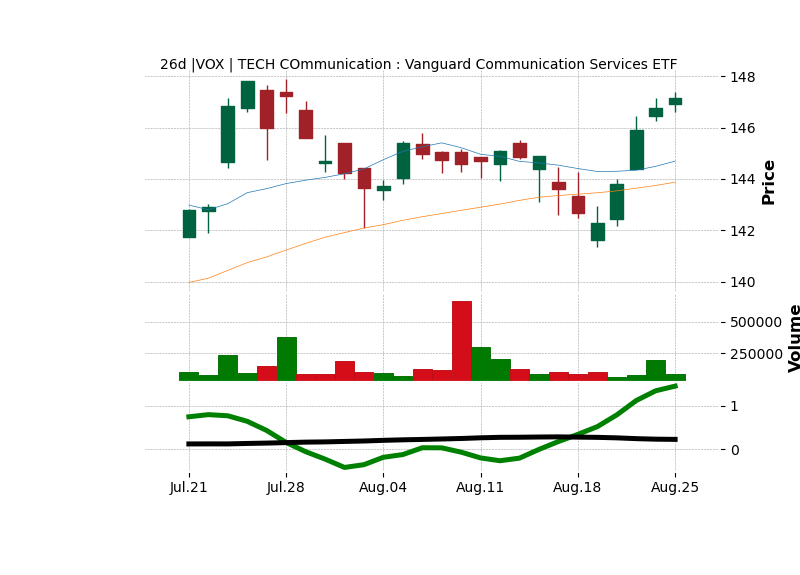 26d |VOX | TECH COmmunication : Vanguard Communication Services ETF
148
146
144
142
140
Price
500000
250000
Volume
1
0
Jul.21 Jul.28 Aug.04 Aug.11 Aug.18 Aug.25